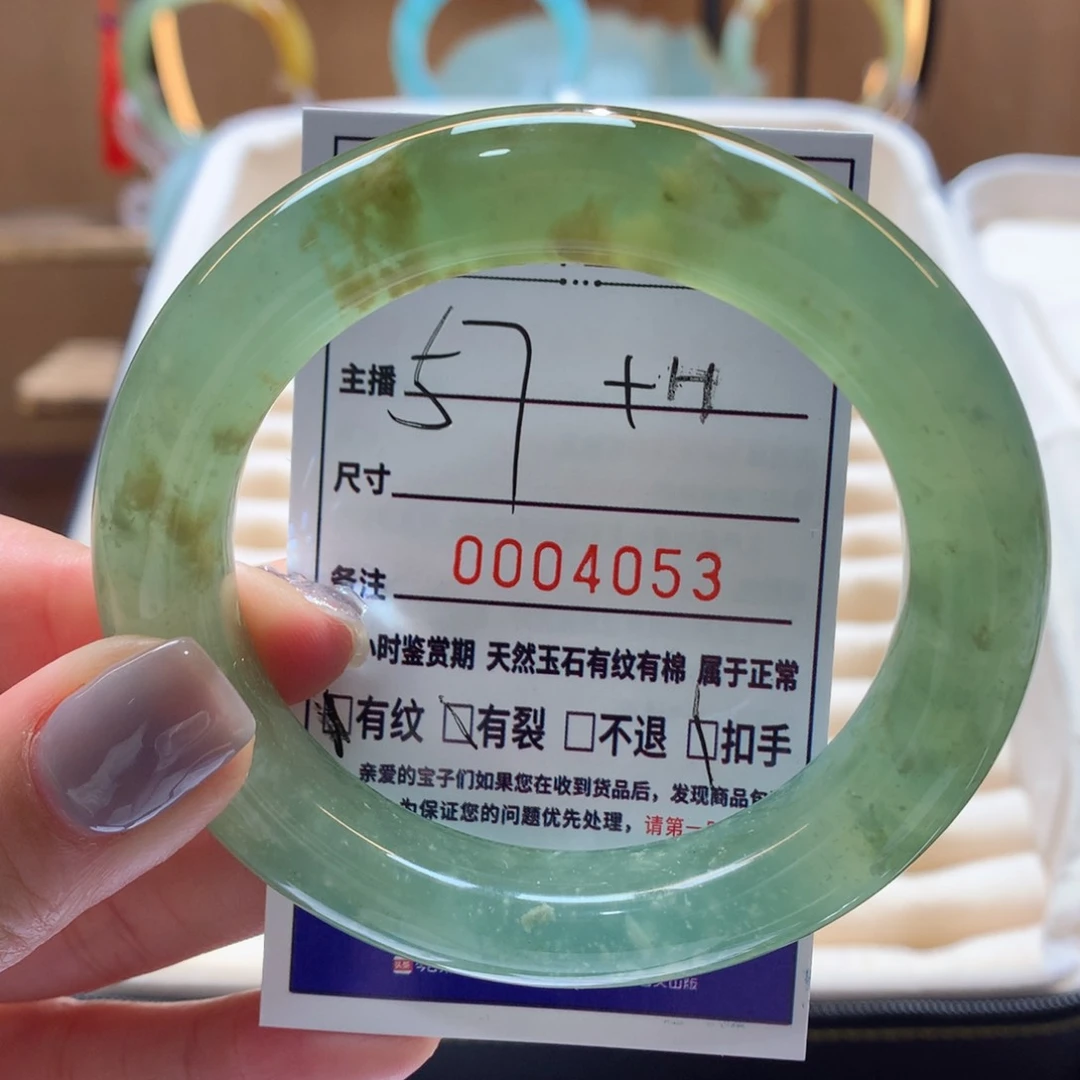 57 +H
主播
尺寸
备注 0004053
小时鉴赏期 天然玉石有纹有棉 属于正常
☐有纹 ☐有裂 ☐不退 ☐扣手
亲爱的宝子们如果您在收到货品后，发现商品
为保证您的问题优先处理，请第一